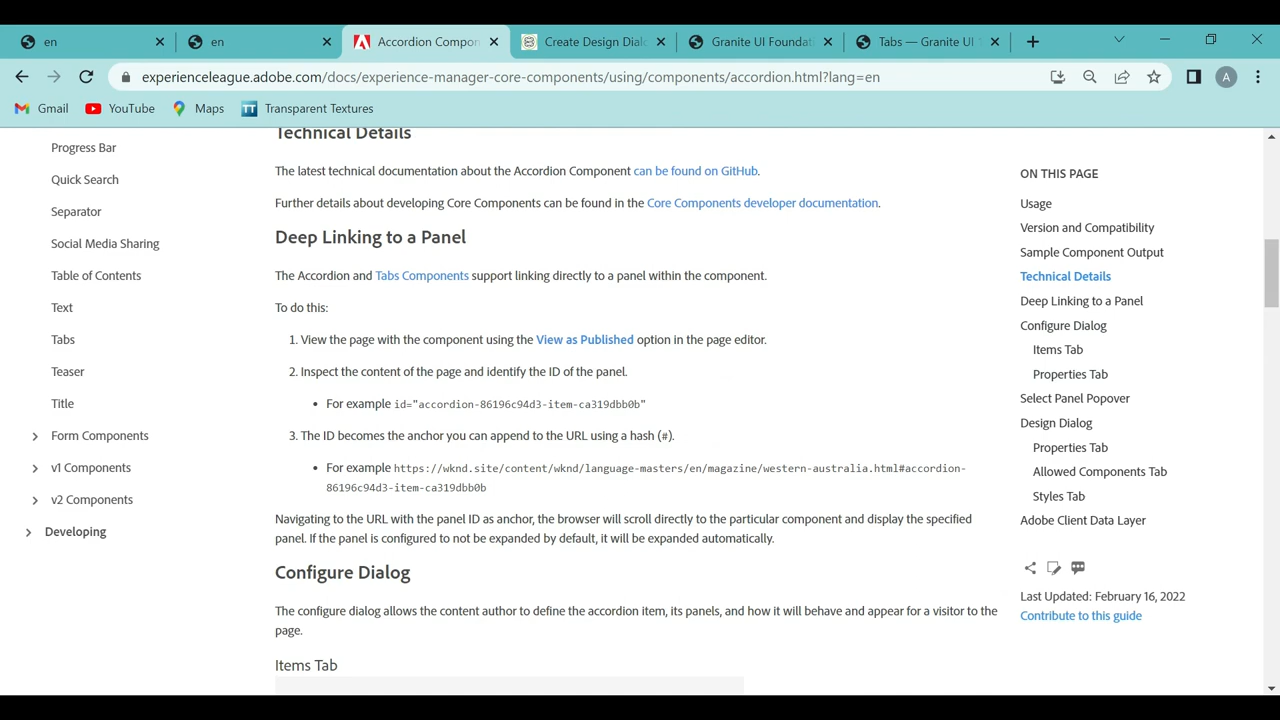 en
en
Accordion Compon
Create Design Dialo
Granite UI Foundati
Tabs — Granite UI 1
experienceleague.adobe.com/docs/experience-manager-core-components/using/components/accordion.html?lang=en
A
Gmail
YouTube
Maps
TT
Transparent Textures
Progress Bar
Quick Search
Separator
Social Media Sharing
Table of Contents
Text
Tabs
Teaser
Title
Form Components
v1 Components
v2 Components
Developing
Technical Details
The latest technical documentation about the Accordion Component can be found on GitHub.
Further details about developing Core Components can be found in the Core Components developer documentation.
Deep Linking to a Panel
The Accordion and Tabs Components support linking directly to a panel within the component.
To do this:
1. View the page with the component using the View as Published option in the page editor.
2. Inspect the content of the page and identify the ID of the panel.
• For example id="accordion-86196c94d3-item-ca319dbb0b"
3. The ID becomes the anchor you can append to the URL using a hash (#).
• For example https://wknd.site/content/wknd/language-masters/en/magazine/western-australia.html#accordion-
86196c94d3-item-ca319dbb0b
Navigating to the URL with the panel ID as anchor, the browser will scroll directly to the particular component and display the specified
panel. If the panel is configured to not be expanded by default, it will be expanded automatically.
Configure Dialog
The configure dialog allows the content author to define the accordion item, its panels, and how it will behave and appear for a visitor to the
page.
Items Tab
ON THIS PAGE
Usage
Version and Compatibility
Sample Component Output
Technical Details
Deep Linking to a Panel
Configure Dialog
Items Tab
Properties Tab
Select Panel Popover
Design Dialog
Properties Tab
Allowed Components Tab
Styles Tab
Adobe Client Data Layer
Last Updated: February 16, 2022
Contribute to this guide